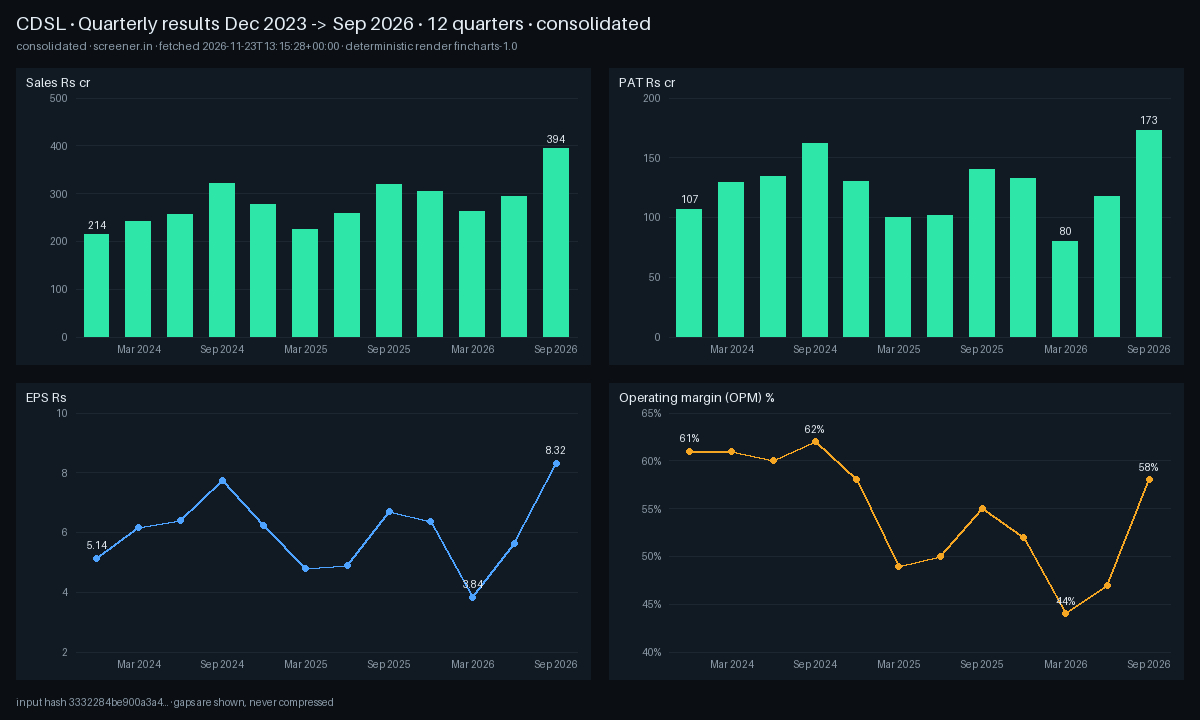 CDSL · Quarterly results Dec 2023 -> Sep 2026 · 12 quarters · consolidated
consolidated · screener.in · fetched 2026-11-23T13:15:28+00:00 · deterministic render fincharts-1.0
Sales Rs cr
500
400
300
200
100
0
214
394
Mar 2024
Sep 2024
Mar 2025
Sep 2025
Mar 2026
Sep 2026
PAT Rs cr
200
150
100
50
0
107
80
173
Mar 2024
Sep 2024
Mar 2025
Sep 2025
Mar 2026
Sep 2026
EPS Rs
10
8
6
4
2
5.14
3.84
8.32
Mar 2024
Sep 2024
Mar 2025
Sep 2025
Mar 2026
Sep 2026
Operating margin (OPM) %
65%
60%
55%
50%
45%
40%
61%
62%
44%
58%
Mar 2024
Sep 2024
Mar 2025
Sep 2025
Mar 2026
Sep 2026
input hash 3332284be900a3a4… · gaps are shown, never compressed